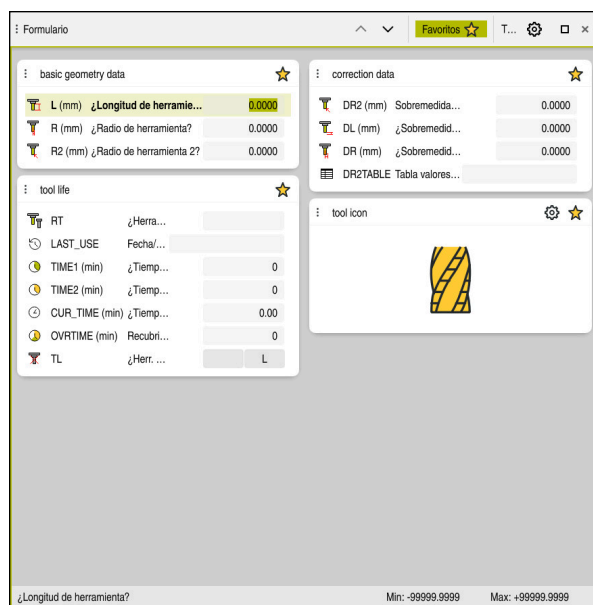 Formulario
Favoritos
T...
basic geometry data
L (mm) ¿Longitud de herramie... 0.0000
R (mm) ¿Radio de herramienta? 0.0000
R2 (mm) ¿Radio de herramienta 2? 0.0000
tool life
RT ¿Herra...
LAST_USE Fecha/...
TIME1 (min) ¿Tiemp... 0
TIME2 (min) ¿Tiemp... 0
CUR_TIME (min) ¿Tiemp... 0.00
OVRTIME (min) Recubri... 0
TL ¿Herr. ... L
correction data
DR2 (mm) Sobremedida... 0.0000
DL (mm) ¿Sobremedid... 0.0000
DR (mm) ¿Sobremedid... 0.0000
DR2TABLE Tabla valores...
tool icon
¿Longitud de herramienta? Min: -99999.9999 Max: +99999.9999